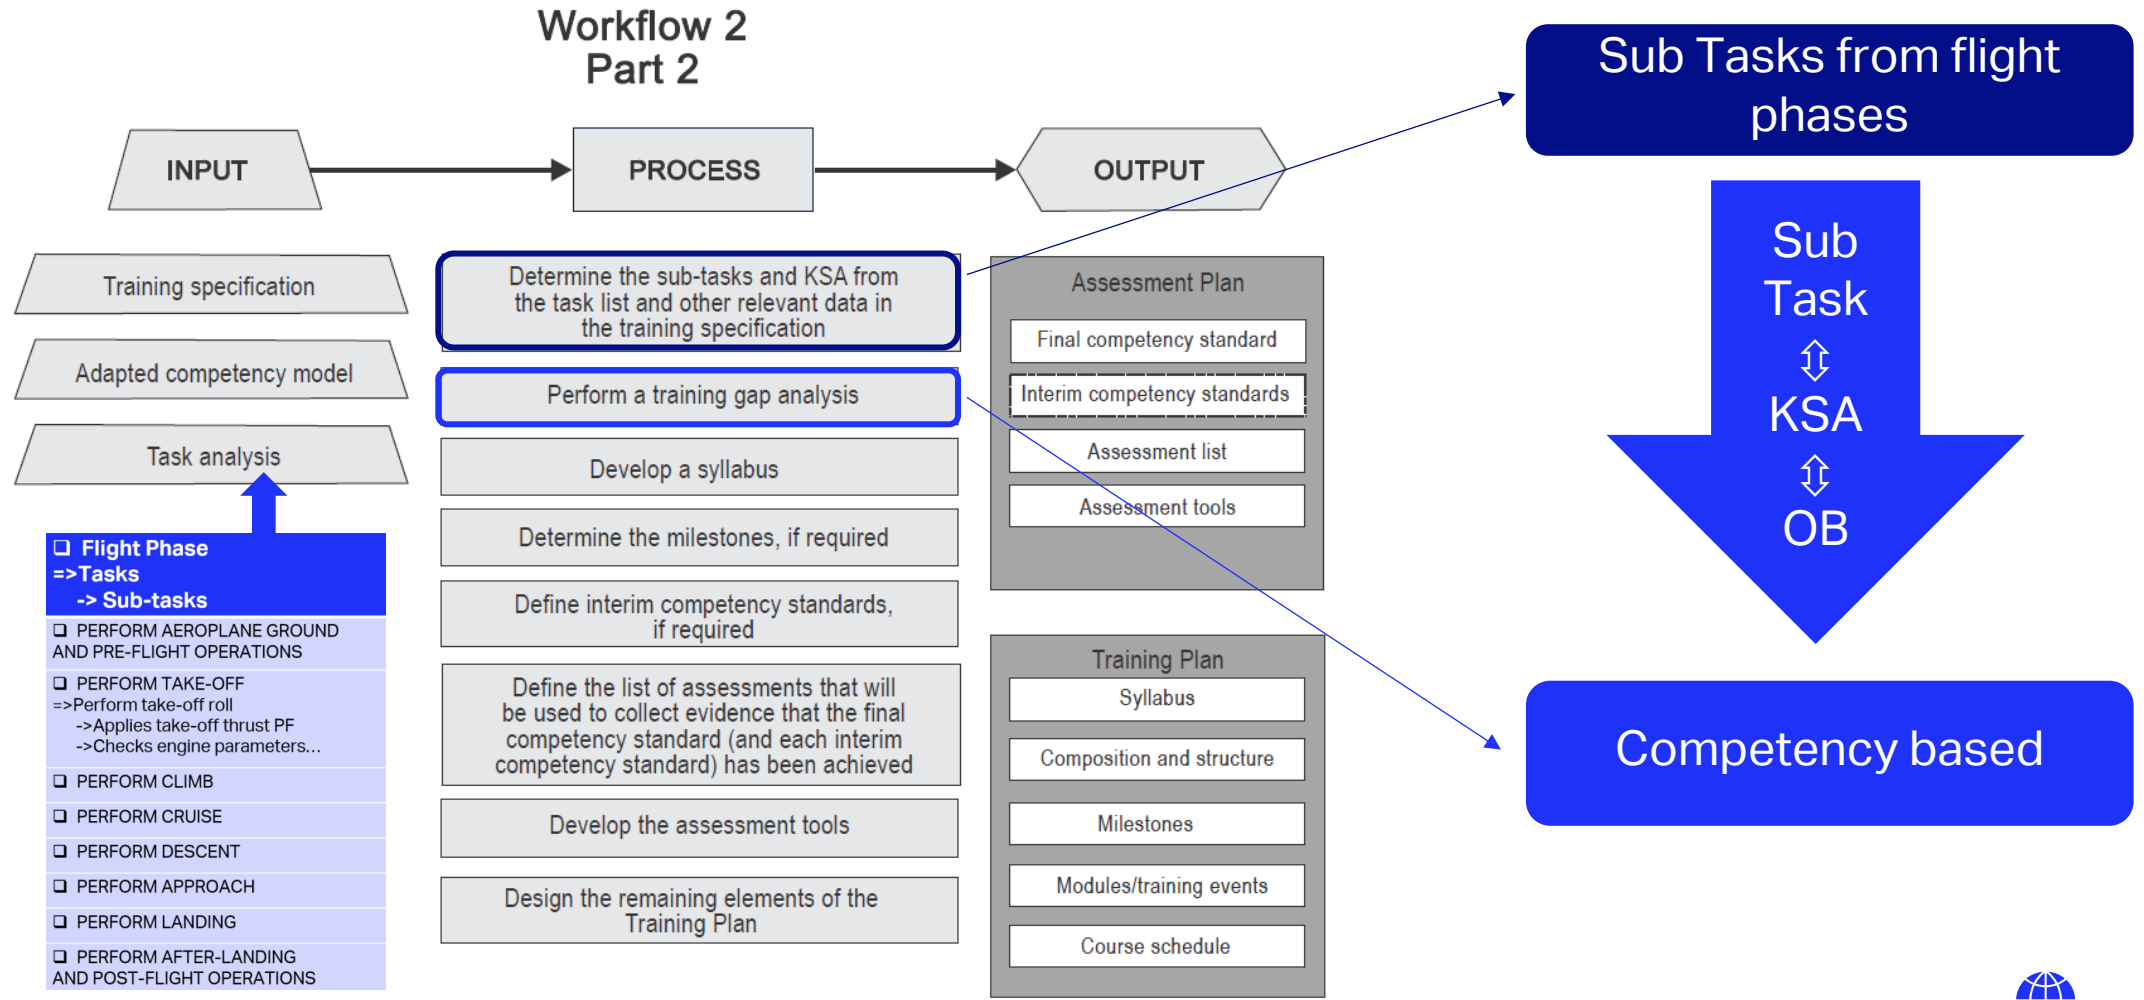 Workflow 2
Part 2
INPUT
PROCESS
OUTPUT
Training specification
Adapted competency model
Task analysis
❑ Flight Phase
=>Tasks
-> Sub-tasks
❑ PERFORM AEROPLANE GROUND
AND PRE-FLIGHT OPERATIONS
❑ PERFORM TAKE-OFF
=>Perform take-off roll
->Applies take-off thrust PF
->Checks engine parameters...
❑ PERFORM CLIMB
❑ PERFORM CRUISE
❑ PERFORM DESCENT
❑ PERFORM APPROACH
❑ PERFORM LANDING
❑ PERFORM AFTER-LANDING
AND POST-FLIGHT OPERATIONS
Determine the sub-tasks and KSA from
the task list and other relevant data in
the training specification
Perform a training gap analysis
Develop a syllabus
Determine the milestones, if required
Define interim competency standards,
if required
Define the list of assessments that will
be used to collect evidence that the final
competency standard (and each interim
competency standard) has been achieved
Develop the assessment tools
Design the remaining elements of the
Training Plan
Assessment Plan
Final competency standard
Interim competency standards
Assessment list
Assessment tools
Training Plan
Syllabus
Composition and structure
Milestones
Modules/training events
Course schedule
Sub Tasks from flight
phases
Sub
Task
⇳
KSA
⇳
OB
Competency based